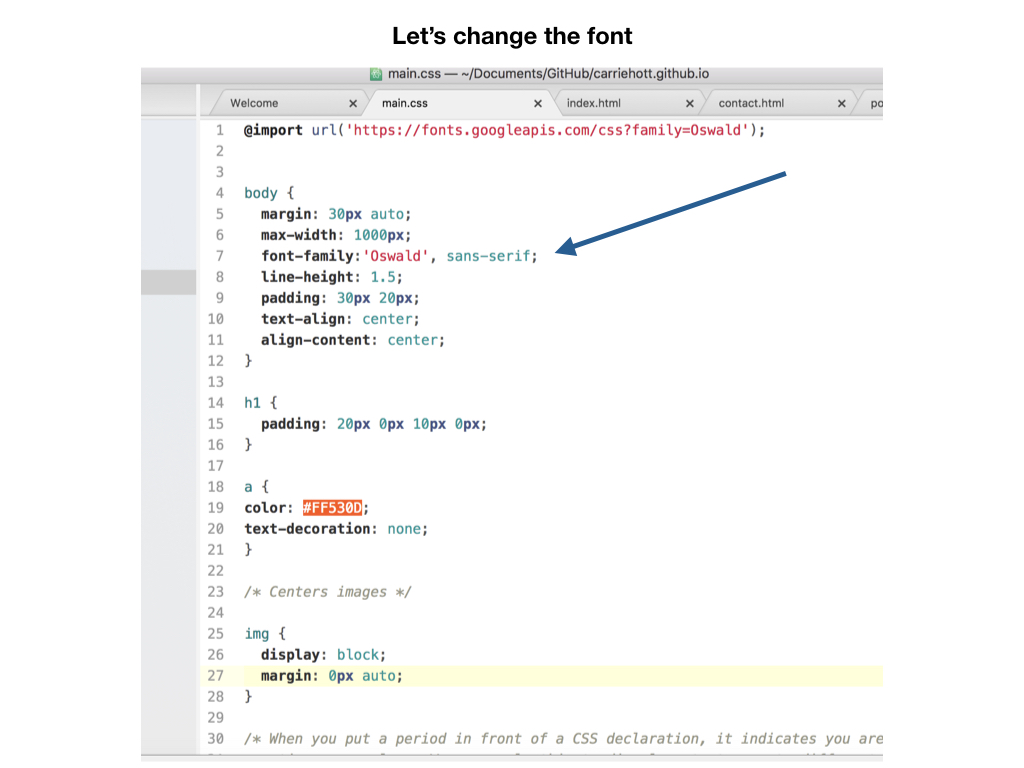 Let’s change the font
main.css — ~/Documents/GitHub/carriehott.github.io
Welcome × main.css × index.html × contact.html × po
1 @import url('https://fonts.googleapis.com/css?family=Oswald');
2
3
4 body {
5 margin: 30px auto;
6 max-width: 1000px;
7 font-family:'Oswald', sans-serif;
8 line-height: 1.5;
9 padding: 30px 20px;
10 text-align: center;
11 align-content: center;
12 }
13
14 h1 {
15 padding: 20px 0px 10px 0px;
16 }
17
18 a {
19 color: #FF530D;
20 text-decoration: none;
21 }
22
23 /* Centers images */
24
25 img {
26 display: block;
27 margin: 0px auto;
28 }
29
30 /* When you put a period in front of a CSS declaration, it indicates you are